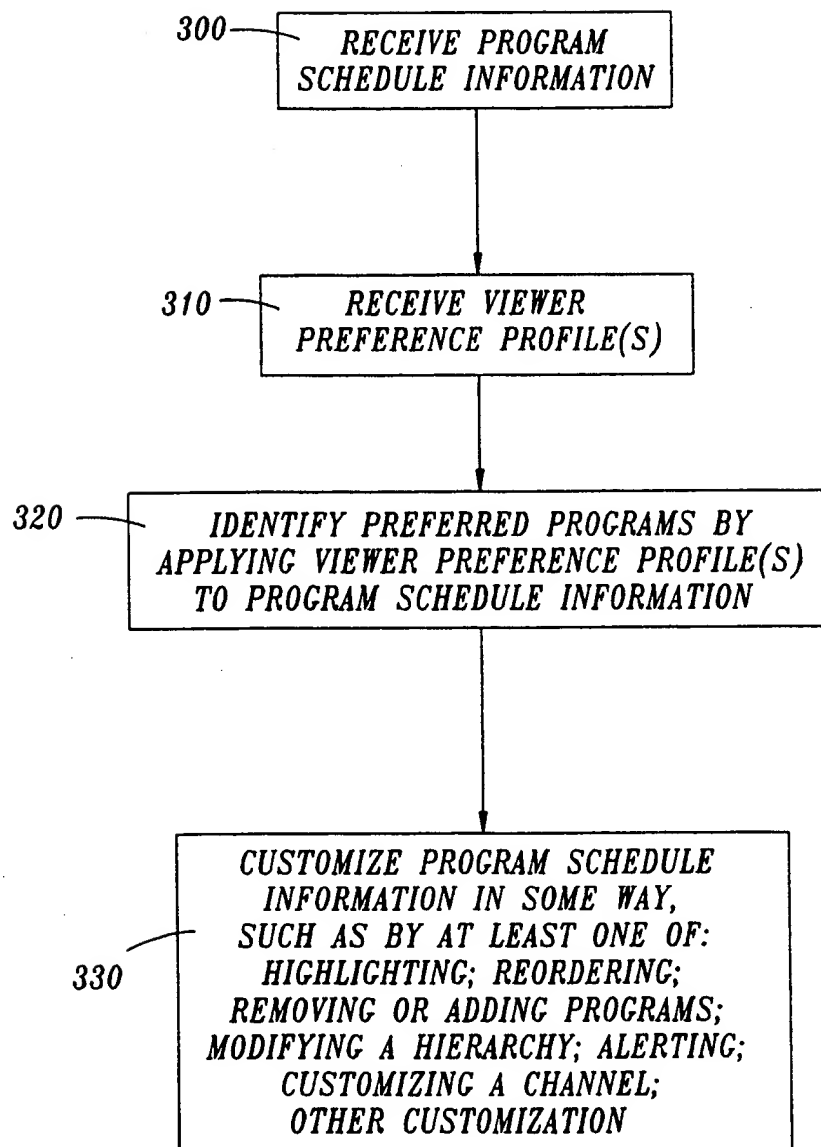 300
RECEIVE PROGRAM
SCHEDULE INFORMATION
310
RECEIVE VIEWER
PREFERENCE PROFILE(S)
320
IDENTIFY PREFERRED PROGRAMS BY
APPLYING VIEWER PREFERENCE PROFILE(S)
TO PROGRAM SCHEDULE INFORMATION
330
CUSTOMIZE PROGRAM SCHEDULE
INFORMATION IN SOME WAY,
SUCH AS BY AT LEAST ONE OF:
HIGHLIGHTING; REORDERING;
REMOVING OR ADDING PROGRAMS;
MODIFYING A HIERARCHY; ALERTING;
CUSTOMIZING A CHANNEL;
OTHER CUSTOMIZATION